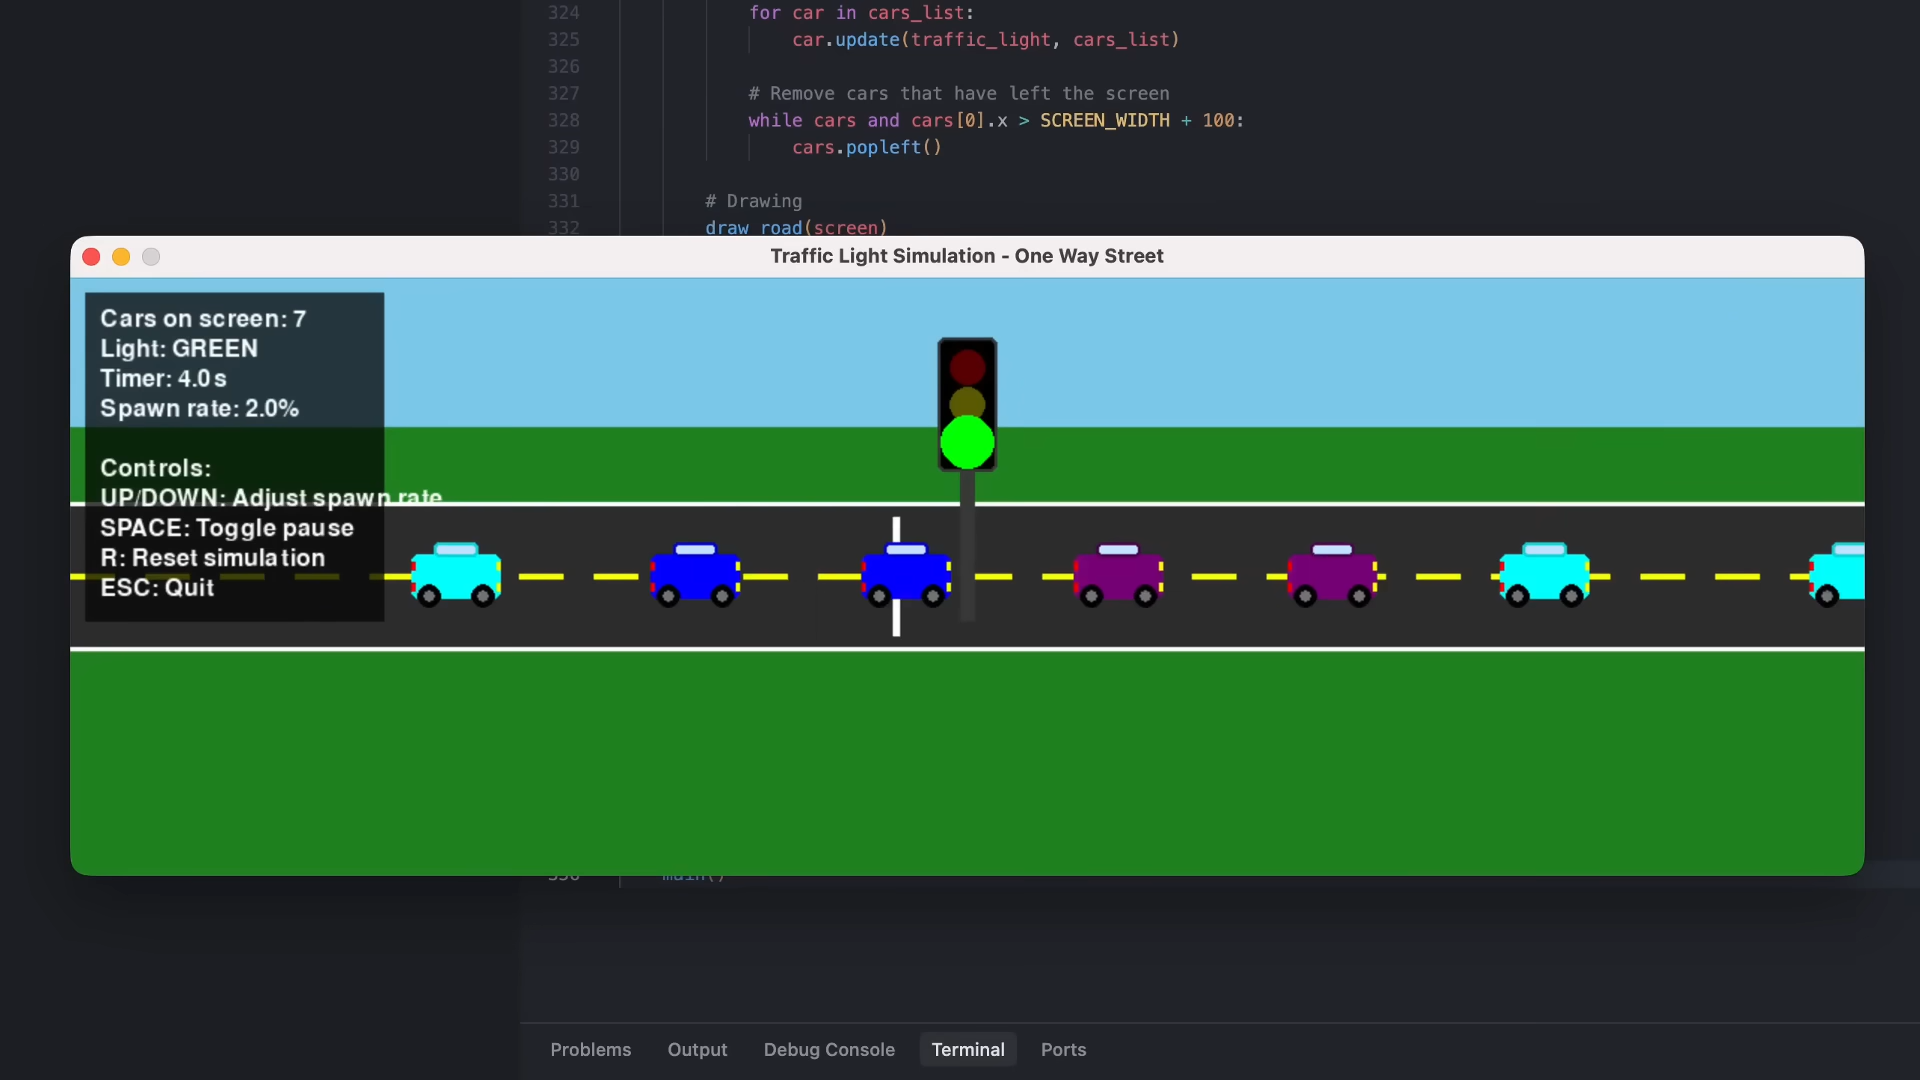 324 for car in cars_list:
325 car.update(traffic_light, cars_list)
326
327 # Remove cars that have left the screen
328 while cars and cars[0].x > SCREEN_WIDTH + 100:
329 cars.popleft()
330
331 # Drawing
332 draw_road(screen)
Traffic Light Simulation - One Way Street
Cars on screen: 7
Light: GREEN
Timer: 4.0s
Spawn rate: 2.0%
Controls:
UP/DOWN: Adjust spawn rate
SPACE: Toggle pause
R: Reset simulation
ESC: Quit
main()
Problems Output Debug Console Terminal Ports